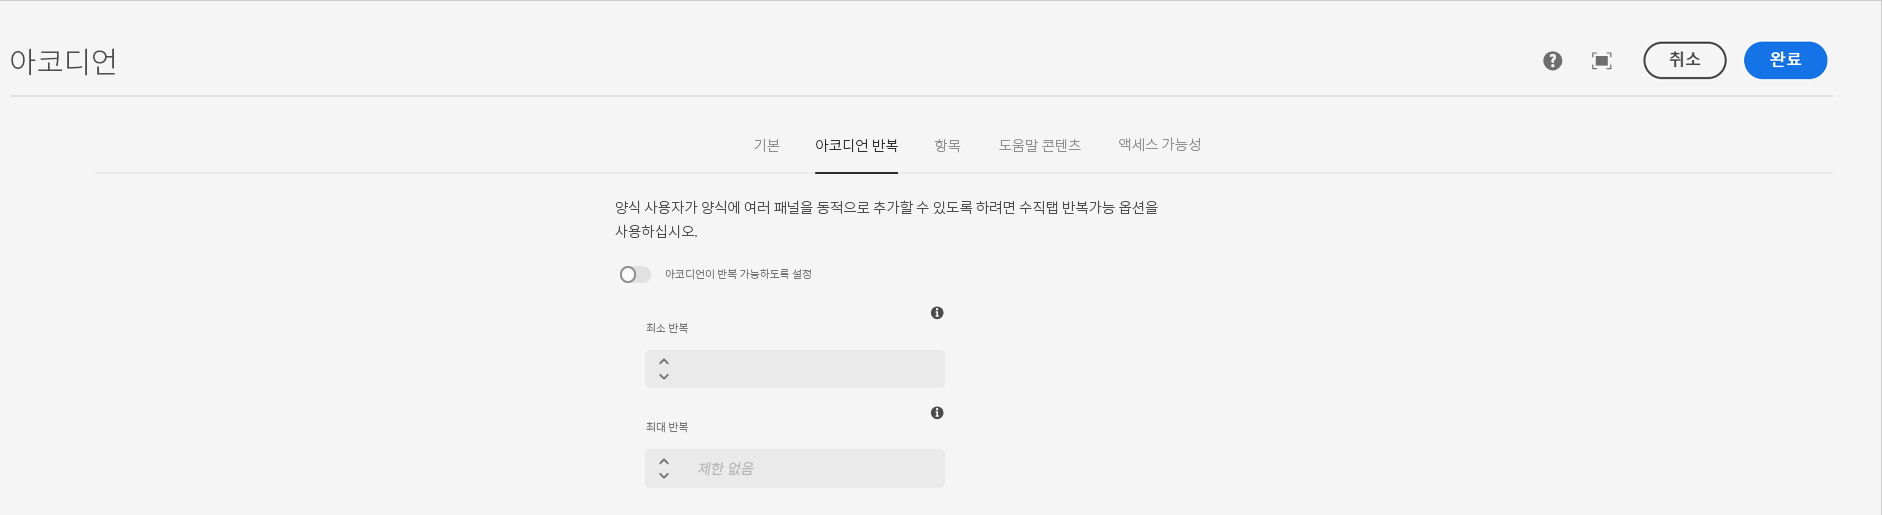 아코디언
취소
완료
기본
아코디언 반복
항목
도움말 콘텐츠
액세스 가능성
양식 사용자가 양식에 여러 패널을 동적으로 추가할 수 있도록 하려면 수직탭 반복가능 옵션을
사용하십시오.
아코디언이 반복 가능하도록 설정
최소 반복
최대 반복
제한 없음